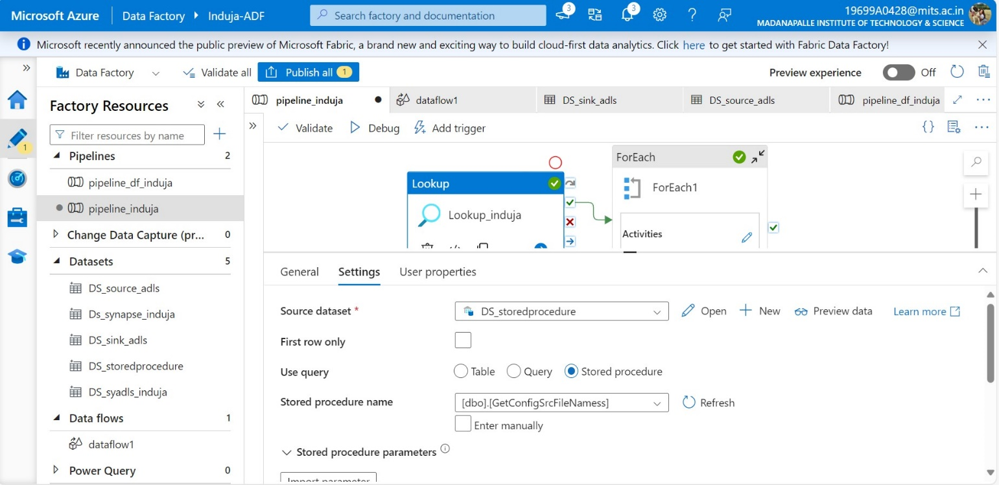 Microsoft Azure
Data Factory
Induja-ADF
Search factory and documentation
3
3
19699A0428@mits.ac.in
MADANAPALLE INSTITUTE OF TECHNOLOGY & SCIENCE
Microsoft recently announced the public preview of Microsoft Fabric, a brand new and exciting way to build cloud-first data analytics. Click here to get started with Fabric Data Factory!
Data Factory
Validate all
Publish all 1
Preview experience
Off
1
Factory Resources
Filter resources by name
Pipelines 2
pipeline_df_induja
pipeline_induja
Change Data Capture (pr... 0
Datasets 5
DS_source_adls
Ds_synapse_induja
DS_sink_adls
DS_storedprocedure
DS_syadls_induja
Data flows 1
dataflow1
Power Query 0
pipeline_induja
dataflow1
DS_sink_adls
DS_source_adls
pipeline_df_induja
Validate
Debug
Add trigger
Lookup
Lookup_induja
ForEach
ForEach1
Activities
General
Settings
User properties
Source dataset *
DS_storedprocedure
Open
New
Preview data
Learn more
First row only
Use query
Table
Query
Stored procedure
Stored procedure name
[dbo].[GetConfigSrcFileNamess]
Refresh
Enter manually
Stored procedure parameters
Import parameter